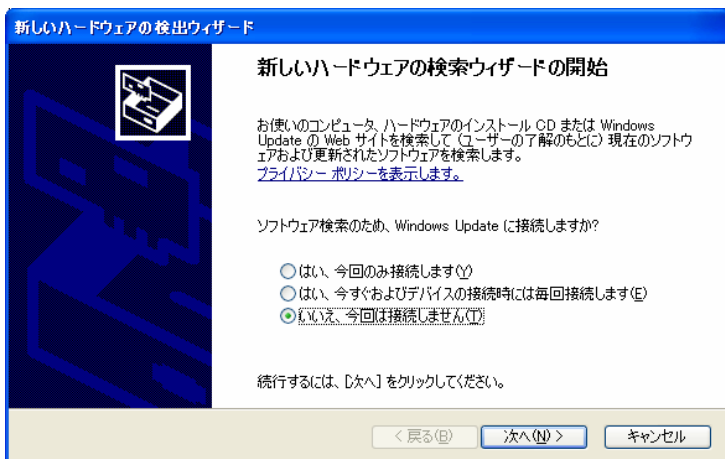 新しいハードウェアの検出ウィザード
新しいハードウェアの検索ウィザードの開始
お使いのコンピュータ、ハードウェアのインストール CD または Windows
Update の Web サイトを検索して (ユーザーの了解のもとに) 現在のソフトウ
ェアおよび更新されたソフトウェアを検索します。
プライバシー ポリシーを表示します。
ソフトウェア検索のため、Windows Update に接続しますか?
はい、今回のみ接続します(Y)
はい、今すぐおよびデバイスの接続時には毎回接続します(E)
いいえ、今回は接続しません(T)
続行するには、[次へ] をクリックしてください。
< 戻る(B) 次へ(N) > キャンセル